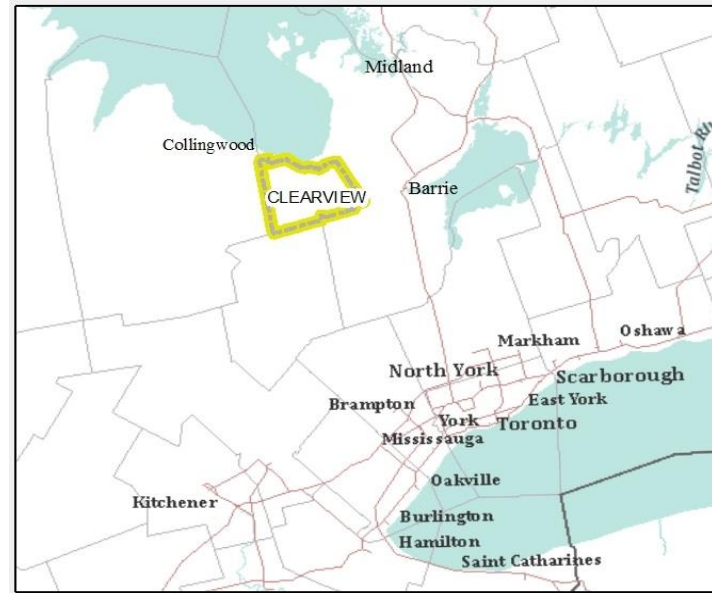 Midland
Collingwood
CLEARVIEW
Barrie
Talbot
Oshawa
Markham
North York
Scarborough
Brampton
East York
York
Toronto
Mississauga
Oakville
Kitchener
Burlington
Hamilton
Saint Catharines